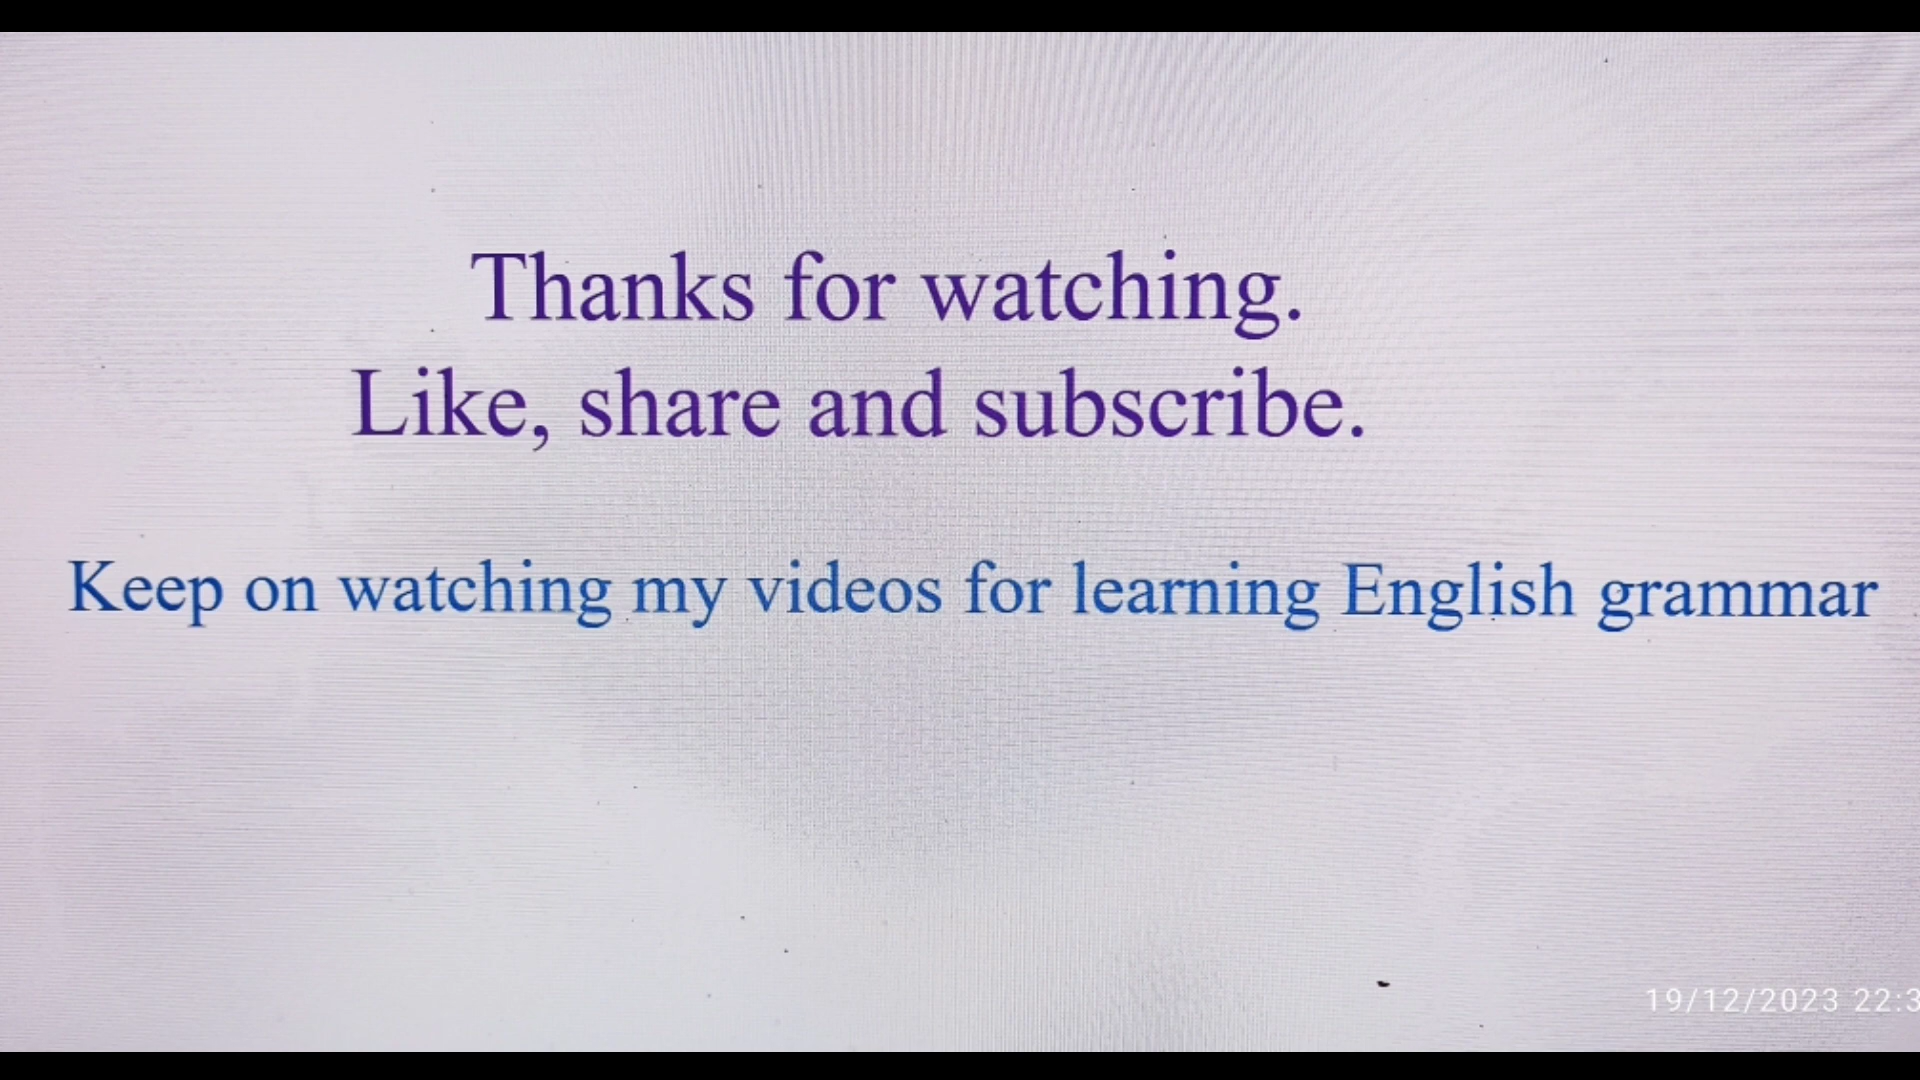 Thanks for watching.
Like, share and subscribe.
Keep on watching my videos for learning English grammar
19/12/2023 22:3